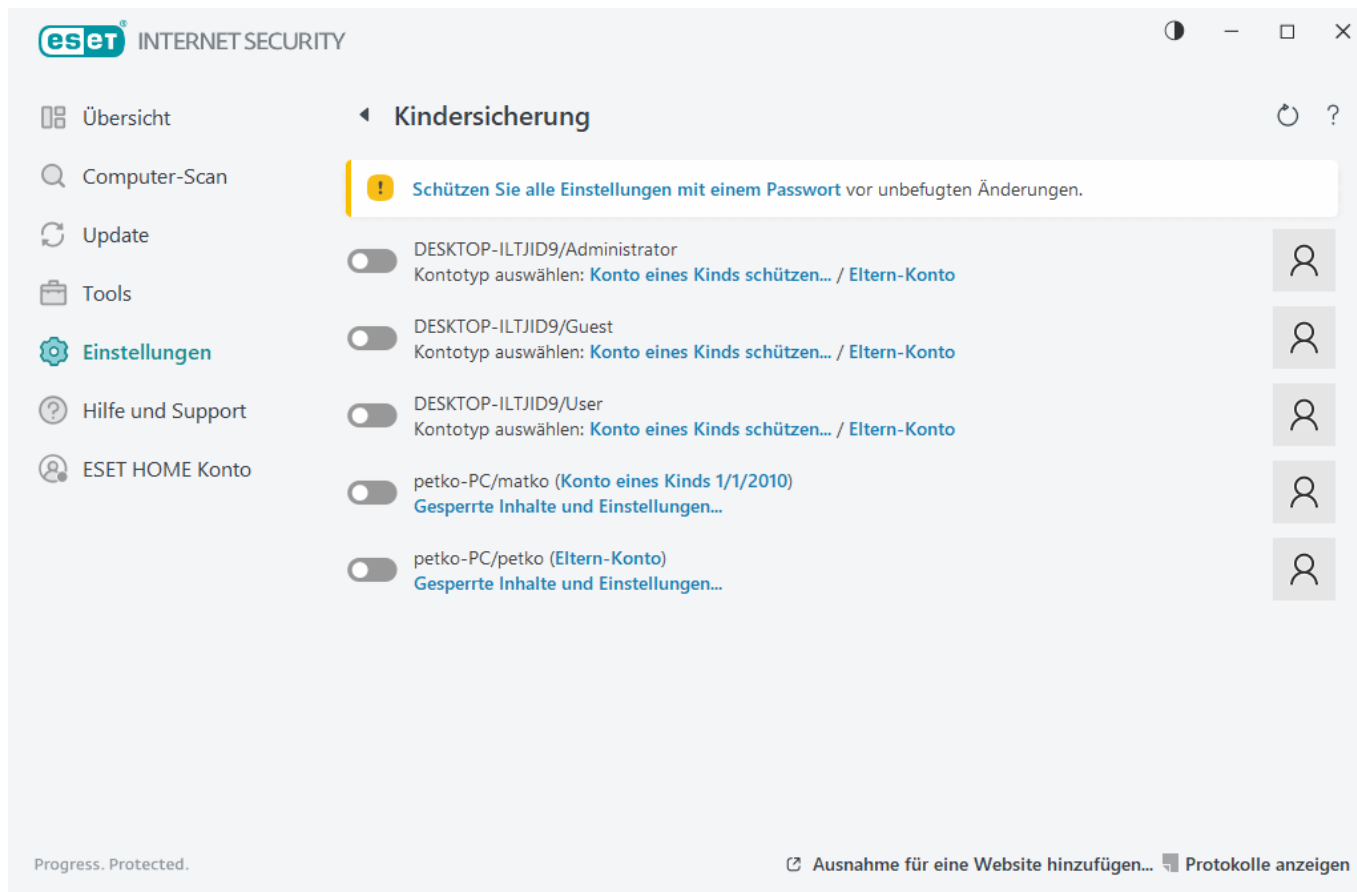 eset® INTERNET SECURITY
Übersicht
Computer-Scan
Update
Tools
Einstellungen
Hilfe und Support
ESET HOME Konto
Kindersicherung
?
! Schützen Sie alle Einstellungen mit einem Passwort vor unbefugten Änderungen.
DESKTOP-ILTJID9/Administrator
Kontotyp auswählen: Konto eines Kinds schützen... / Eltern-Konto
DESKTOP-ILTJID9/Guest
Kontotyp auswählen: Konto eines Kinds schützen... / Eltern-Konto
DESKTOP-ILTJID9/User
Kontotyp auswählen: Konto eines Kinds schützen... / Eltern-Konto
petko-PC/matko (Konto eines Kinds 1/1/2010)
Gesperrte Inhalte und Einstellungen...
petko-PC/petko (Eltern-Konto)
Gesperrte Inhalte und Einstellungen...
Progress. Protected.
Ausnahme für eine Website hinzufügen... Protokolle anzeigen